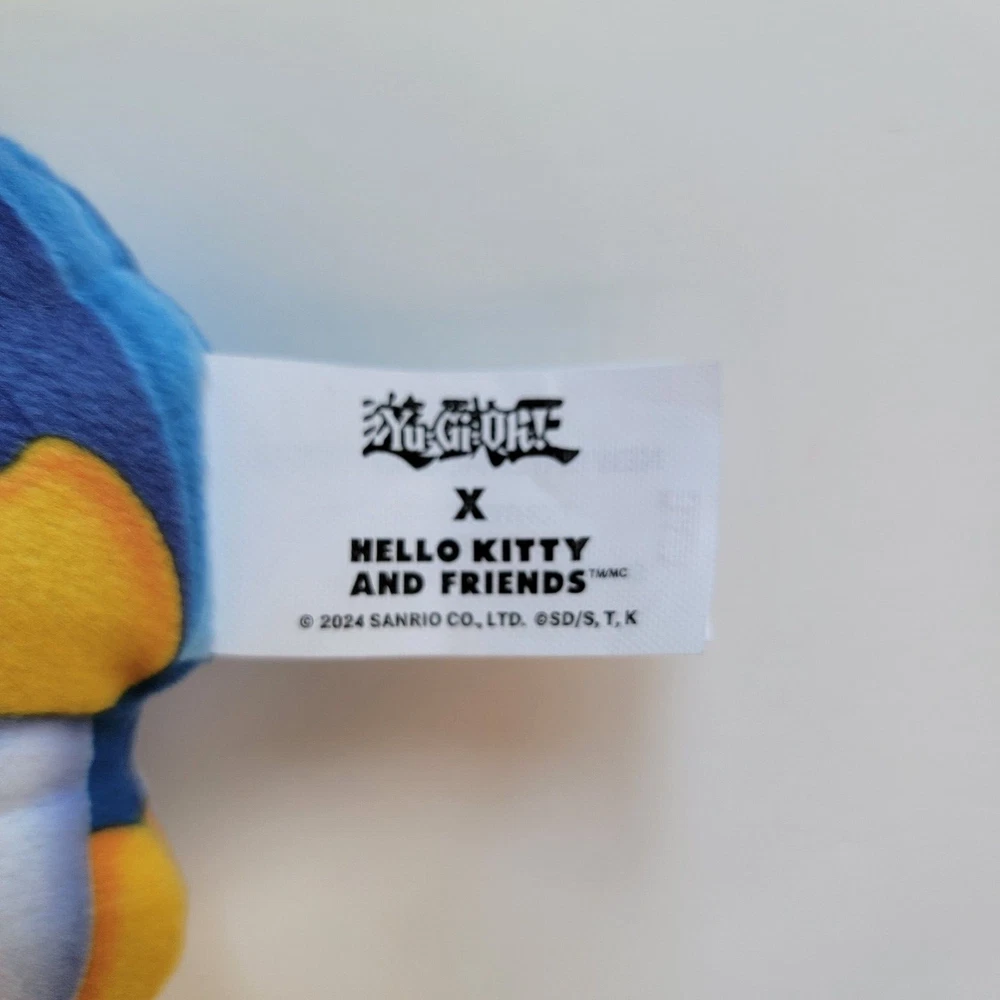 Yu-Gi-Oh!
X
HELLO KITTY
AND FRIENDS™/MC
© 2024 SANRIO CO., LTD. ©SD/S, T, K